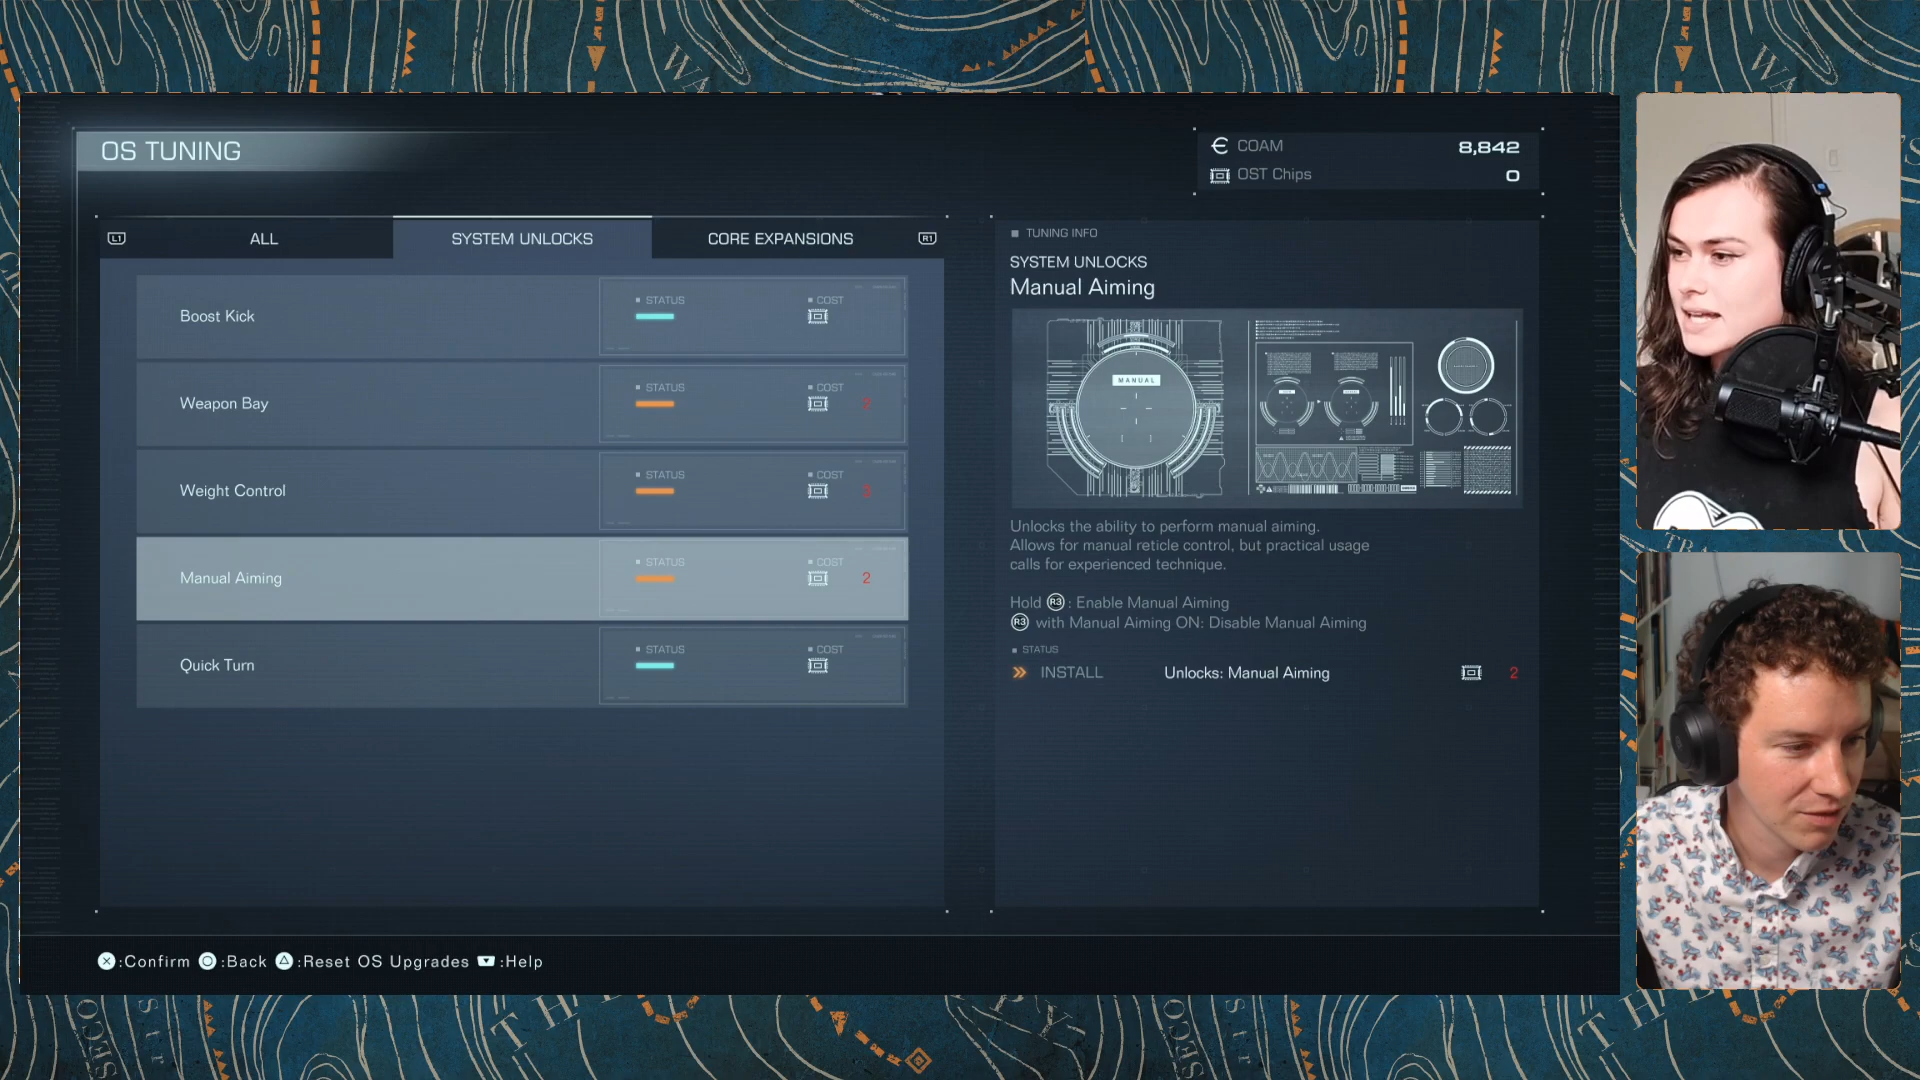 OS TUNING
COAM 8,842
OST Chips 0
L1 ALL SYSTEM UNLOCKS CORE EXPANSIONS R1
Boost Kick STATUS COST
Weapon Bay STATUS COST
Weight Control STATUS COST
Manual Aiming STATUS COST 2
Quick Turn STATUS COST
TUNING INFO
SYSTEM UNLOCKS
Manual Aiming
MANUAL
Unlocks the ability to perform manual aiming.
Allows for manual reticle control, but practical usage
calls for experienced technique.
Hold R3 : Enable Manual Aiming
R3 with Manual Aiming ON: Disable Manual Aiming
STATUS
INSTALL Unlocks: Manual Aiming 2
:Confirm :Back :Reset OS Upgrades :Help